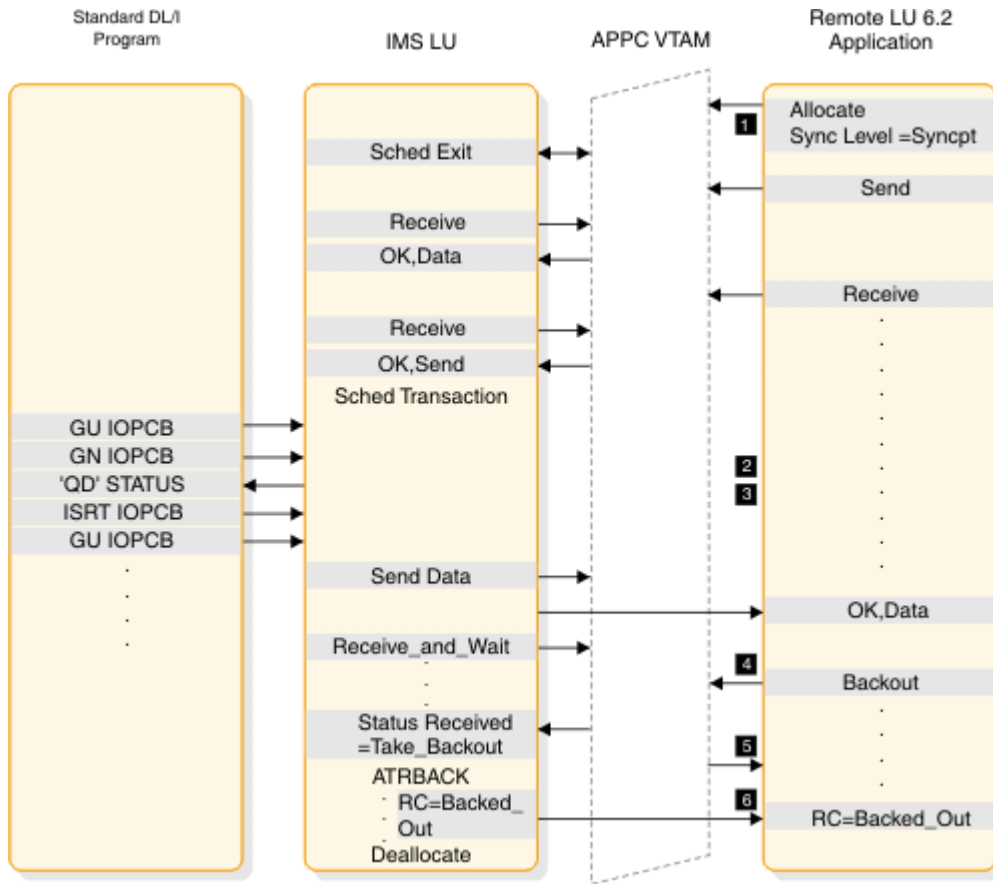 Standard DL/I
Program
IMS LU
APPC VTAM
Remote LU 6.2
Application
1
Allocate
Sync Level =Syncpt
Sched Exit
Send
Receive
OK,Data
Receive
Receive
OK,Send
Sched Transaction
GU IOPCB
GN IOPCB
'QD' STATUS
ISRT IOPCB
GU IOPCB
2
3
Send Data
OK,Data
Receive_and_Wait
4
Backout
Status Received
=Take_Backout
5
ATRBACK
RC=Backed_
Out
6
RC=Backed_Out
Deallocate